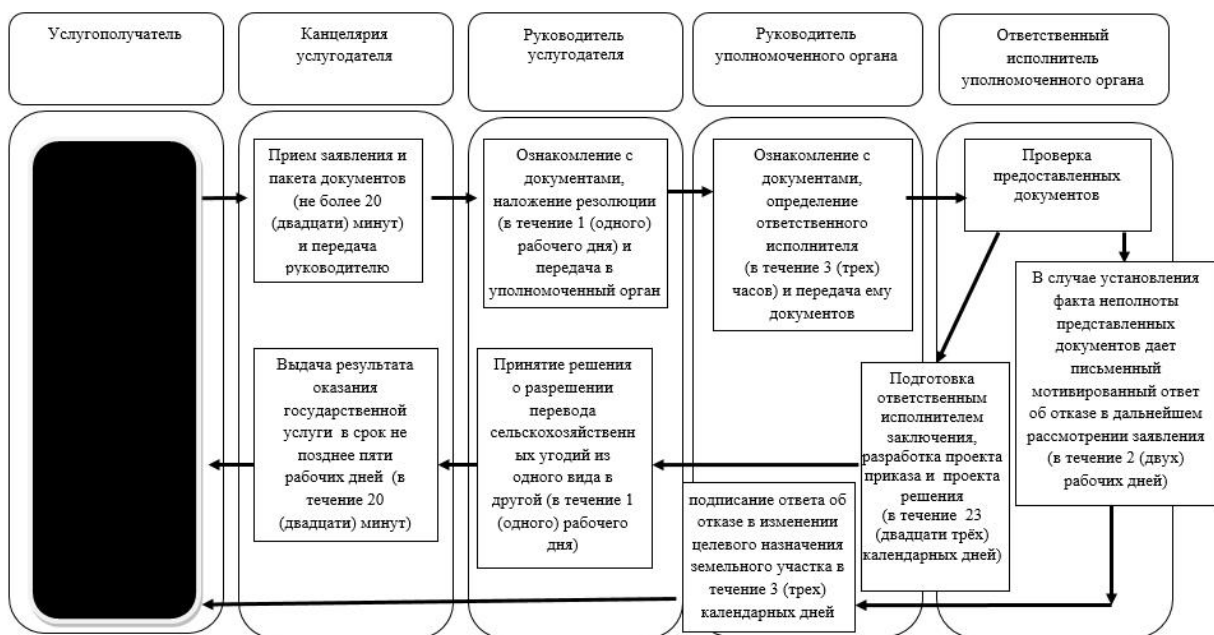 Услугополучатель
Канцелярия
услугодателя
Руководитель
услугодателя
Руководитель
уполномоченного органа
Ответственный
исполнитель
уполномоченного органа
Прием заявления и
пакета документов
(не более 20
(двадцати) минут)
и передача
руководителю
Ознакомление с
документами,
наложение резолюции
(в течение 1 (одного)
рабочего дня) и
передача в
уполномоченный орган
Ознакомление с
документами,
определение
ответственного
исполнителя
(в течение 3 (трех)
часов) и передача ему
документов
Проверка
предоставленных
документов
В случае установления
факта неполноты
представленных
документов дает
письменный
мотивированный ответ
об отказе в дальнейшем
рассмотрении заявления
(в течение 2 (двух)
рабочих дней)
Подготовка
ответственным
исполнителем
заключения,
разработка проекта
приказа и проекта
решения
(в течение 23
(двадцати трёх)
календарных дней)
Принятие решения
о разрешении
перевода
сельскохозяйственн
ых угодий из
одного вида в
другой (в течение 1
(одного) рабочего
дня)
Выдача результата
оказания
государственной
услуги в срок не
позднее пяти
рабочих дней (в
течение 20
(двадцати) минут)
подписание ответа об
отказе в изменении
целевого назначения
земельного участка в
течение 3 (трех)
календарных дней